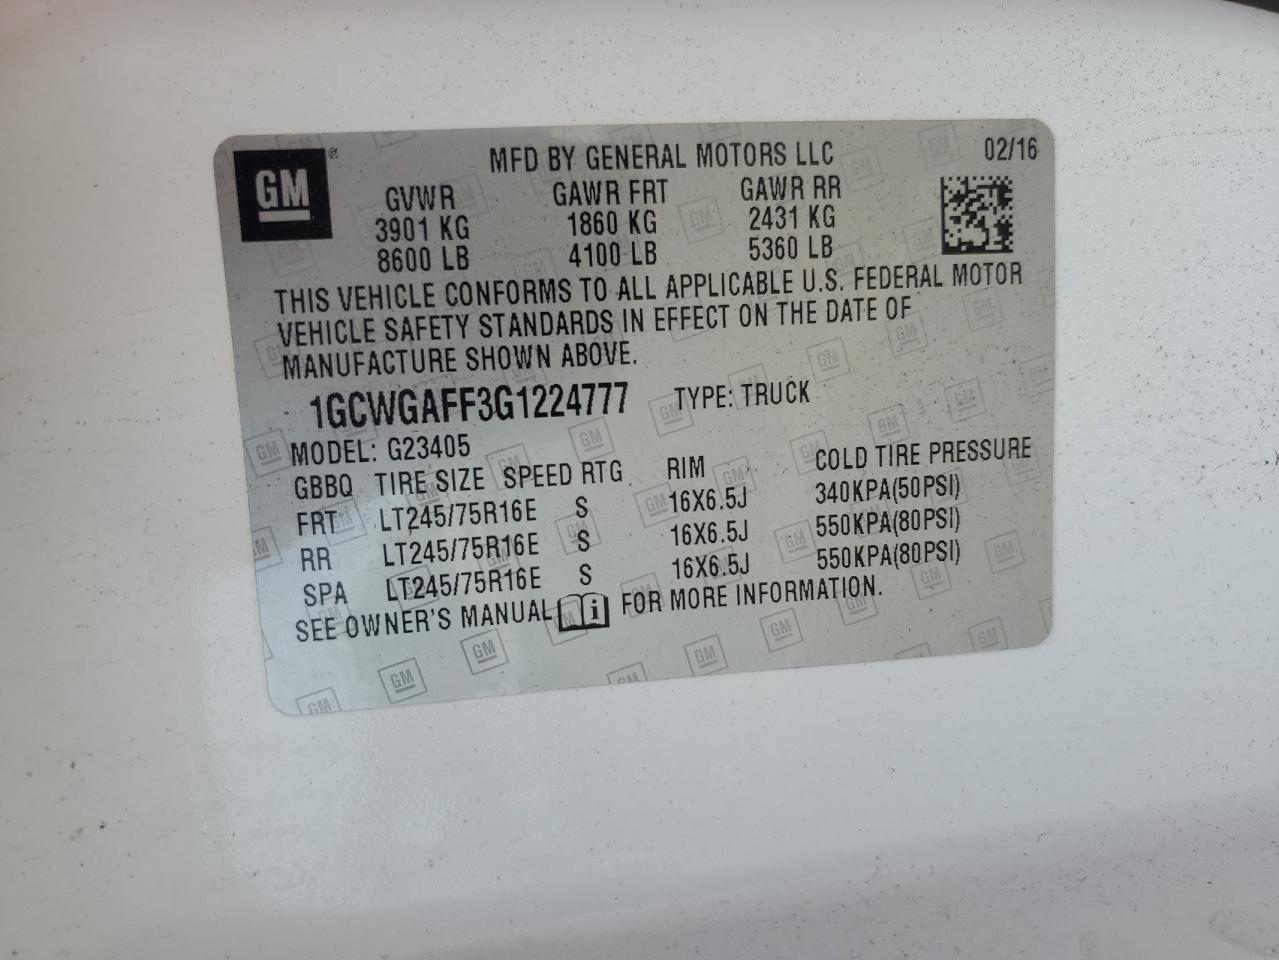 GM ®
MFD BY GENERAL MOTORS LLC 02/16
GVWR GAWR FRT GAWR RR
3901 KG 1860 KG 2431 KG
8600 LB 4100 LB 5360 LB
THIS VEHICLE CONFORMS TO ALL APPLICABLE U.S. FEDERAL MOTOR
VEHICLE SAFETY STANDARDS IN EFFECT ON THE DATE OF
MANUFACTURE SHOWN ABOVE.
1GCWGAFF3G1224777 TYPE: TRUCK
MODEL: G23405
GBBQ TIRE SIZE SPEED RTG RIM COLD TIRE PRESSURE
FRT LT245/75R16E S 16X6.5J 340KPA(50PSI)
RR LT245/75R16E S 16X6.5J 550KPA(80PSI)
SPA LT245/75R16E S 16X6.5J 550KPA(80PSI)
SEE OWNER'S MANUAL i FOR MORE INFORMATION.